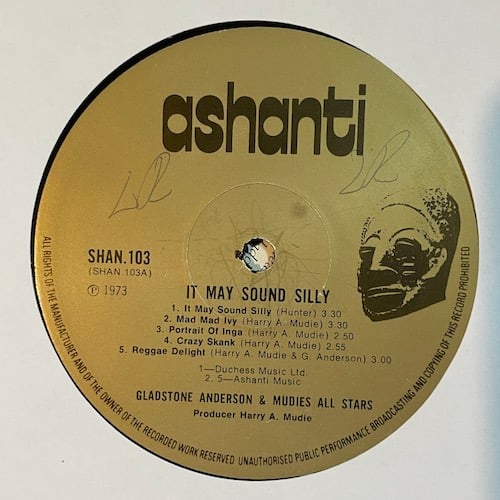 ashanti
SHAN.103
(SHAN.103A)
Ⓟ 1973
IT MAY SOUND SILLY
1. It May Sound Silly (Hunter) 3.30
2. Mad Mad Ivy (Harry A. Mudie) 3.30
3. Portrait Of Inga (Harry A. Mudie) 2.50
4. Crazy Skank (Harry A. Mudie) 2.55
5. Reggae Delight (Harry A. Mudie & G. Anderson) 3.00
1—Duchess Music Ltd.
2, 5—Ashanti Music
GLADSTONE ANDERSON & MUDIES ALL STARS
Producer Harry A. Mudie
ALL RIGHTS OF THE MANUFACTURER AND OF THE OWNER OF THE RECORDED WORK RESERVED UNAUTHORISED PUBLIC PERFORMANCE BROADCASTING AND COPYING OF THIS RECORD PROHIBITED